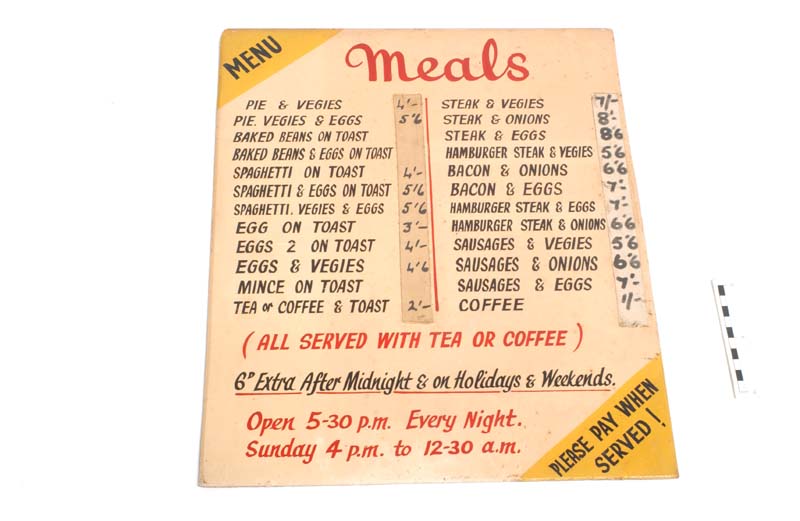 MENU
Meals
PIE & VEGIES 4'-
PIE. VEGIES & EGGS 5'6
BAKED BEANS ON TOAST
BAKED BEANS & EGGS ON TOAST
SPAGHETTI ON TOAST 4'-
SPAGHETTI & EGGS ON TOAST 5'6
SPAGHETTI. VEGIES & EGGS 5'6
EGG ON TOAST 3'-
EGGS 2 ON TOAST 4'-
EGGS & VEGIES 4'6
MINCE ON TOAST
TEA or COFFEE & TOAST 2'-
STEAK & VEGIES 7/-
STEAK & ONIONS 8'-
STEAK & EGGS 8'6
HAMBURGER STEAK & VEGIES 5'6
BACON & ONIONS 6'6
BACON & EGGS 7'-
HAMBURGER STEAK & EGGS 7'-
HAMBURGER STEAK & ONIONS 6'6
SAUSAGES & VEGIES 5'6
SAUSAGES & ONIONS 6'6
SAUSAGES & EGGS 7'-
COFFEE 1/-
(ALL SERVED WITH TEA OR COFFEE)
6ᴰ Extra After Midnight & on Holidays & Weekends.
Open 5-30 p.m. Every Night.
Sunday 4 p.m. to 12-30 a.m.
PLEASE PAY WHEN
SERVED!